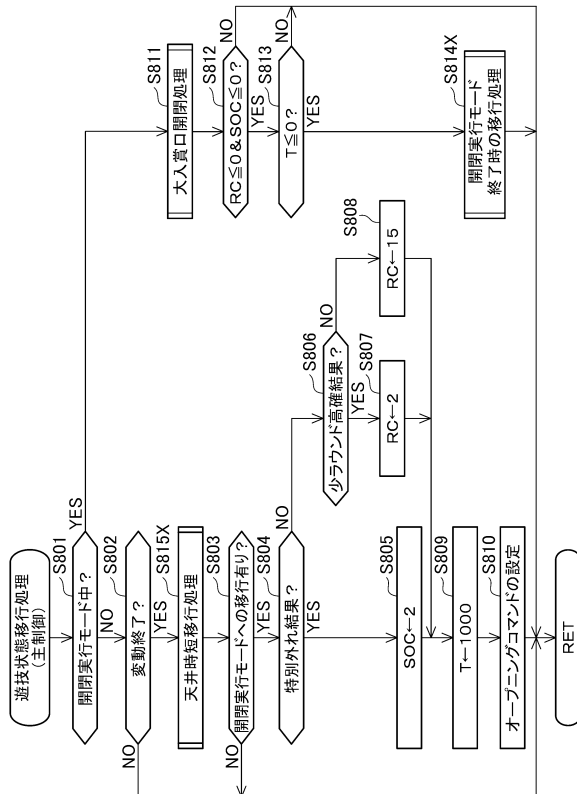 遊技状態移行処理
(主制御)
S801
開閉実行モード中?
YES
NO
S802
変動終了?
NO
YES
S815X
天井時短移行処理
S803
開閉実行モードへの移行有り?
NO
YES
S804
特別外れ結果?
NO
YES
S806
少ラウンド高確結果?
NO
YES
S807
RC←2
S808
RC←15
S805
SOC←2
S809
T←1000
S810
オープニングコマンドの設定
S811
大入賞口開閉処理
S812
RC≦0&SOC≦0?
NO
YES
S813
T≦0?
NO
YES
S814X
開閉実行モード
終了時の移行処理
RET